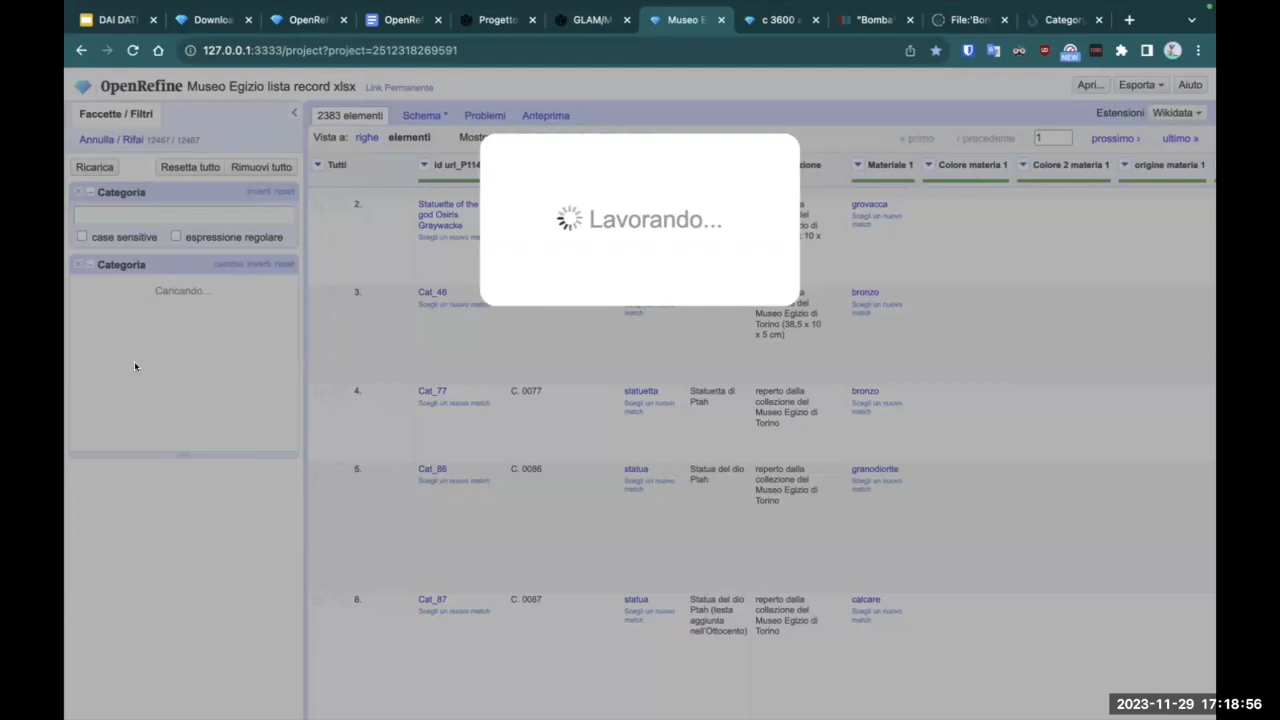 DAI DATI
Downloa
OpenRef
OpenRef
Progetto
GLAM/M
Museo E
c 3600
"Bomba
File:'Bor
Categor
127.0.0.1:3333/project?project=2512318269591
NEW
OpenRefine Museo Egizio lista record xlsx Link Permanente
Apri... Esporta Aiuto
Faccette / Filtri
Annulla / Rifai 12467 / 12467
Ricarica Resetta tutto Rimuovi tutto
Categoria inverti reset
case sensitive espressione regolare
Categoria cambia inverti reset
Caricando...
2383 elementi Schema * Problemi Anteprima
Estensioni Wikidata
Vista a: righe elementi Mostr
« primo ‹ precedente 1 prossimo › ultimo »
Tutti Id url_P114 zione Materiale 1 Colore materia 1 Colore 2 materia 1 origine materia 1
Lavorando...
2. Statuette of the god Osiris Graywacke
grovacca
Scegli un nuovo match
3. Cat_46
Scegli un nuovo match
Museo Egizio di Torino (38,5 x 10 x 5 cm)
bronzo
Scegli un nuovo match
4. Cat_77
Scegli un nuovo match
C. 0077
statuetta
Scegli un nuovo match
Statuetta di Ptah
reperto dalla collezione del Museo Egizio di Torino
bronzo
Scegli un nuovo match
5. Cat_86
Scegli un nuovo match
C. 0086
statua
Scegli un nuovo match
Statua del dio Ptah
reperto dalla collezione del Museo Egizio di Torino
granodiorite
Scegli un nuovo match
6. Cat_87
Scegli un nuovo match
C. 0087
statua
Scegli un nuovo match
Statua del dio Ptah (testa aggiunta nell'Ottocento)
reperto dalla collezione del Museo Egizio di Torino
calcare
Scegli un nuovo match
2023-11-29 17:18:56